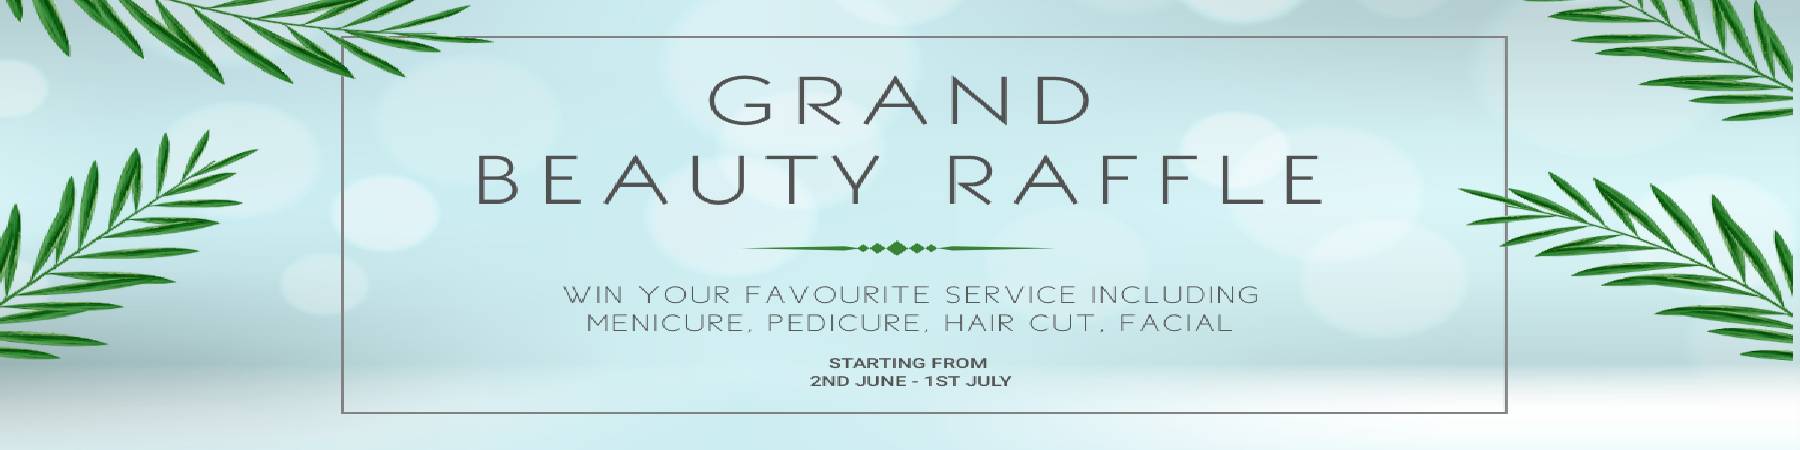 GRAND
BEAUTY RAFFLE
WIN YOUR FAVOURITE SERVICE INCLUDING
MENICURE, PEDICURE, HAIR CUT, FACIAL
STARTING FROM
2ND JUNE - 1ST JULY